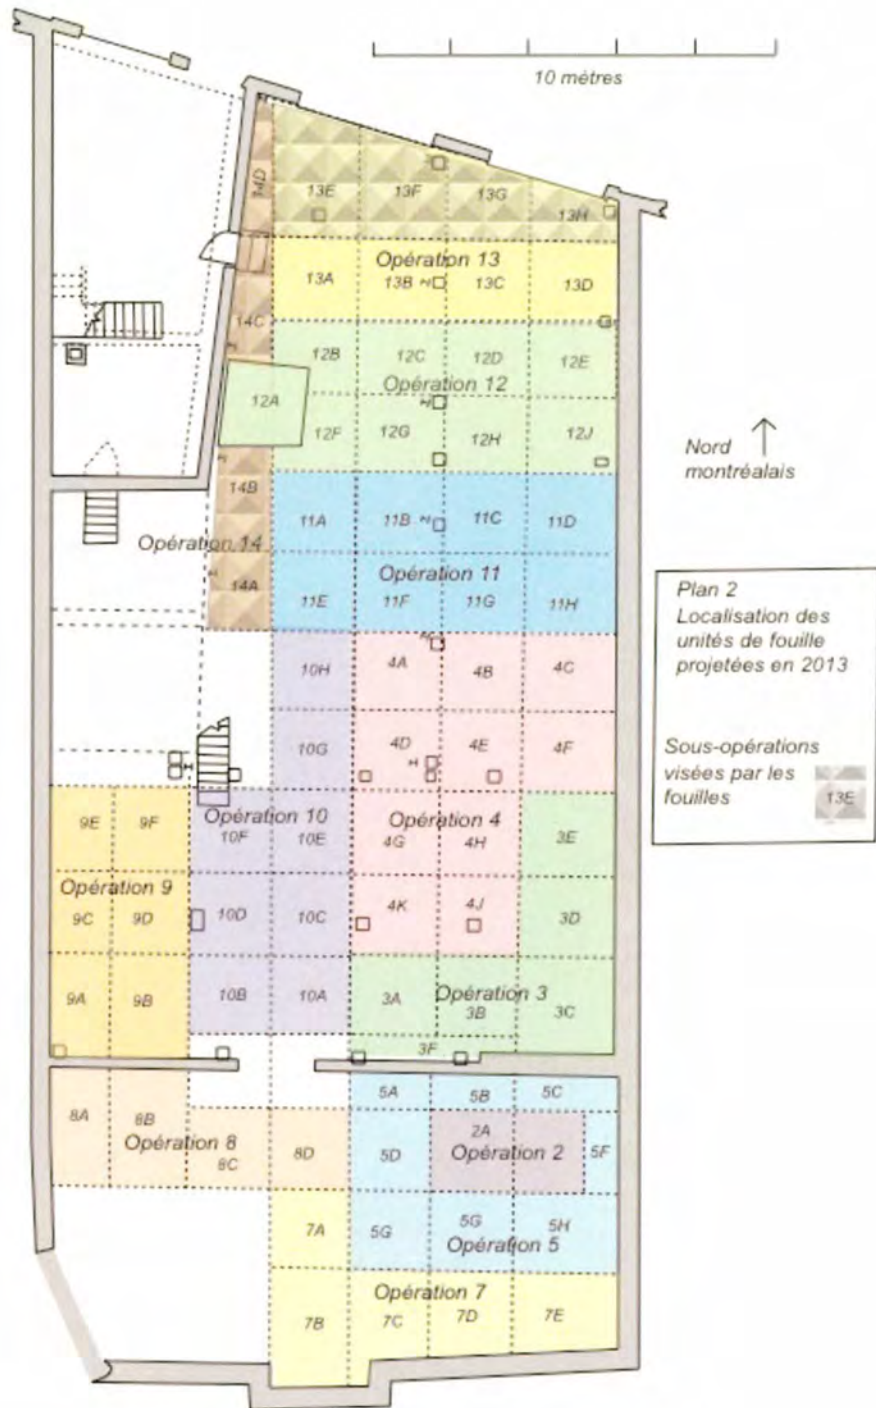 10 mètres
14D
13E
13F
13G
13H
Opération 13
13A
13B
13C
13D
14C
12B
12C
12D
12E
Opération 12
12A
12F
12G
12H
12J
Nord
montréalais
14B
11A
11B
11C
11D
Opération 14
14A
Opération 11
11E
11F
11G
11H
Plan 2
Localisation des
unités de fouille
projetées en 2013
Sous-opérations
visées par les
fouilles
13E
10H
4A
4B
4C
10G
4D
4E
4F
9E
9F
Opération 10
10F
10E
Opération 4
4G
4H
3E
Opération 9
9C
9D
10D
10C
4K
4J
3D
9A
9B
10B
10A
3A
Opération 3
3B
3C
3F
8A
8B
5A
5B
5C
Opération 8
8C
8D
5D
2A
Opération 2
5F
7A
5G
5G
5H
Opération 5
Opération 7
7B
7C
7D
7E